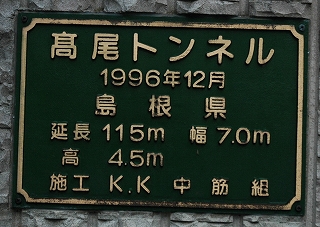 髙尾トンネル
1996年12月
島根県
延長 115m 幅 7.0m
高 4.5m
施工 K.K 中筋組